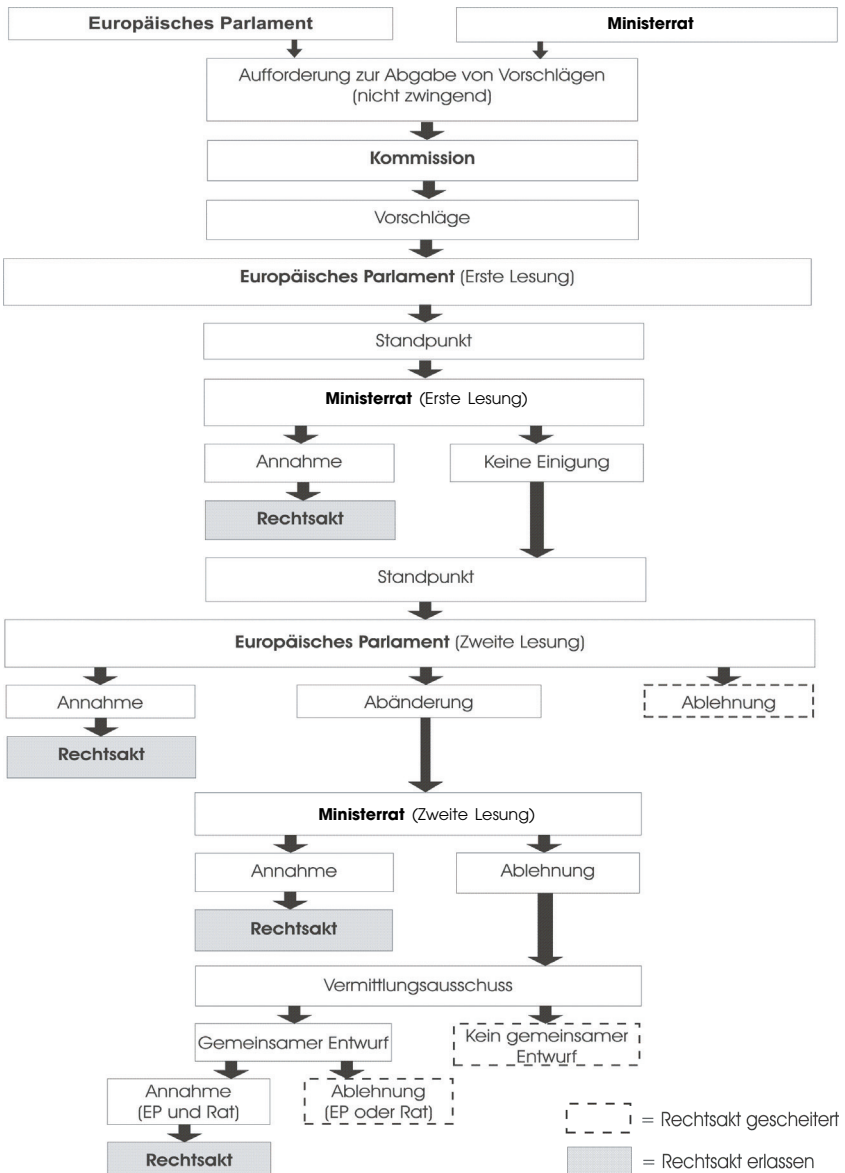 Europäisches Parlament
Ministerrat
Aufforderung zur Abgabe von Vorschlägen
(nicht zwingend)
Kommission
Vorschläge
Europäisches Parlament (Erste Lesung)
Standpunkt
Ministerrat (Erste Lesung)
Annahme
Keine Einigung
Rechtsakt
Standpunkt
Europäisches Parlament (Zweite Lesung)
Annahme
Abänderung
Ablehnung
Rechtsakt
Ministerrat (Zweite Lesung)
Annahme
Ablehnung
Rechtsakt
Vermittlungsausschuss
Gemeinsamer Entwurf
Kein gemeinsamer
Entwurf
Annahme
(EP und Rat)
Ablehnung
(EP oder Rat)
Rechtsakt
= Rechtsakt gescheitert
= Rechtsakt erlassen